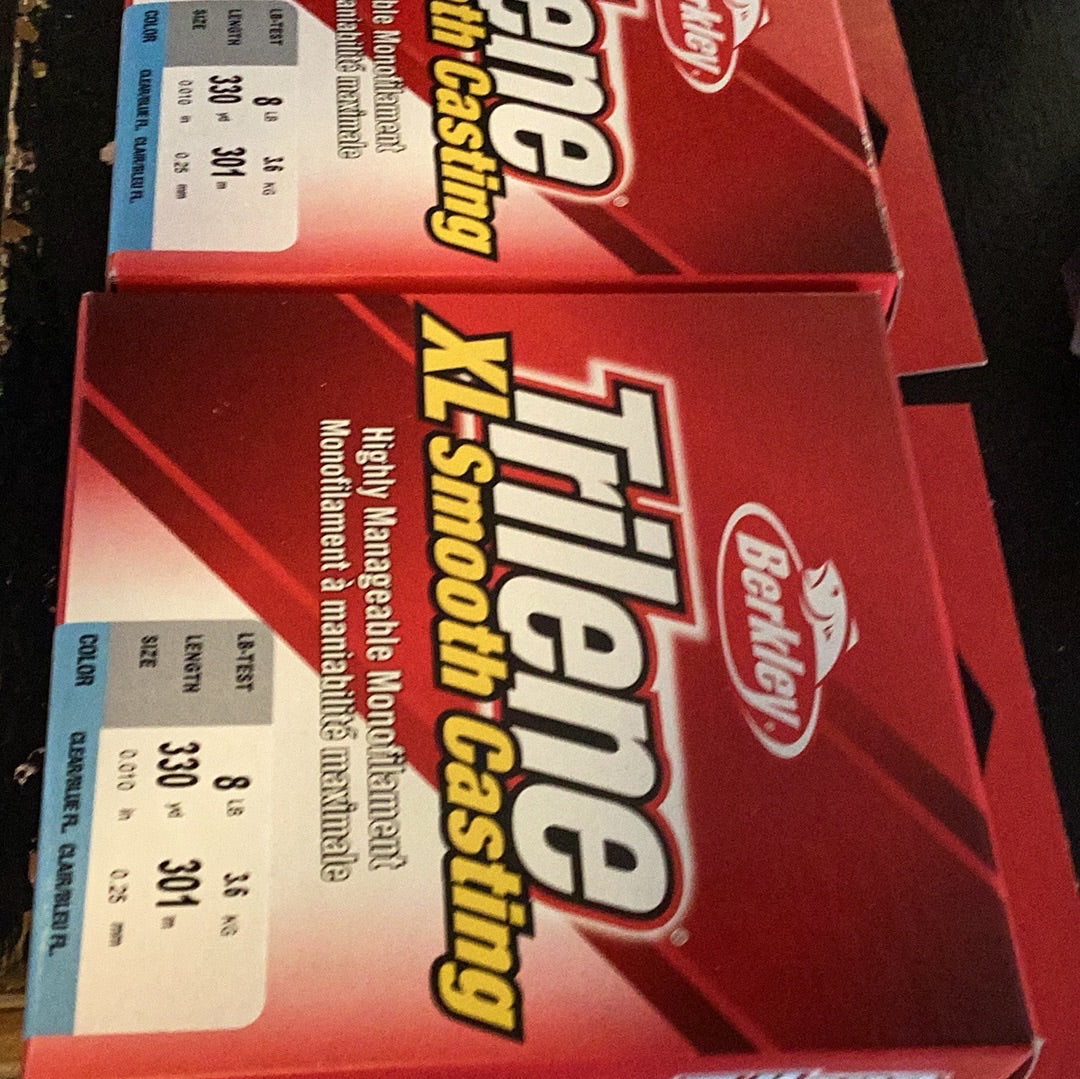 Berkley
ene
th Casting
ble Monofilament
aniabilité maximale
LB-TEST 8 LB 3.6 KG
LENGTH 330 yd 301 m
SIZE 0.010 in 0.25 mm
COLOR CLEAR/BLUE FL. CLAIR/BLEU FL.
Berkley
Trilene
XL Smooth Casting
Highly Manageable Monofilament
Monofilament à maniabilité maximale
LB-TEST 8 LB 3.6 KG
LENGTH 330 yd 301 m
SIZE 0.010 in 0.25 mm
COLOR CLEAR/BLUE FL. CLAIR/BLEU FL.